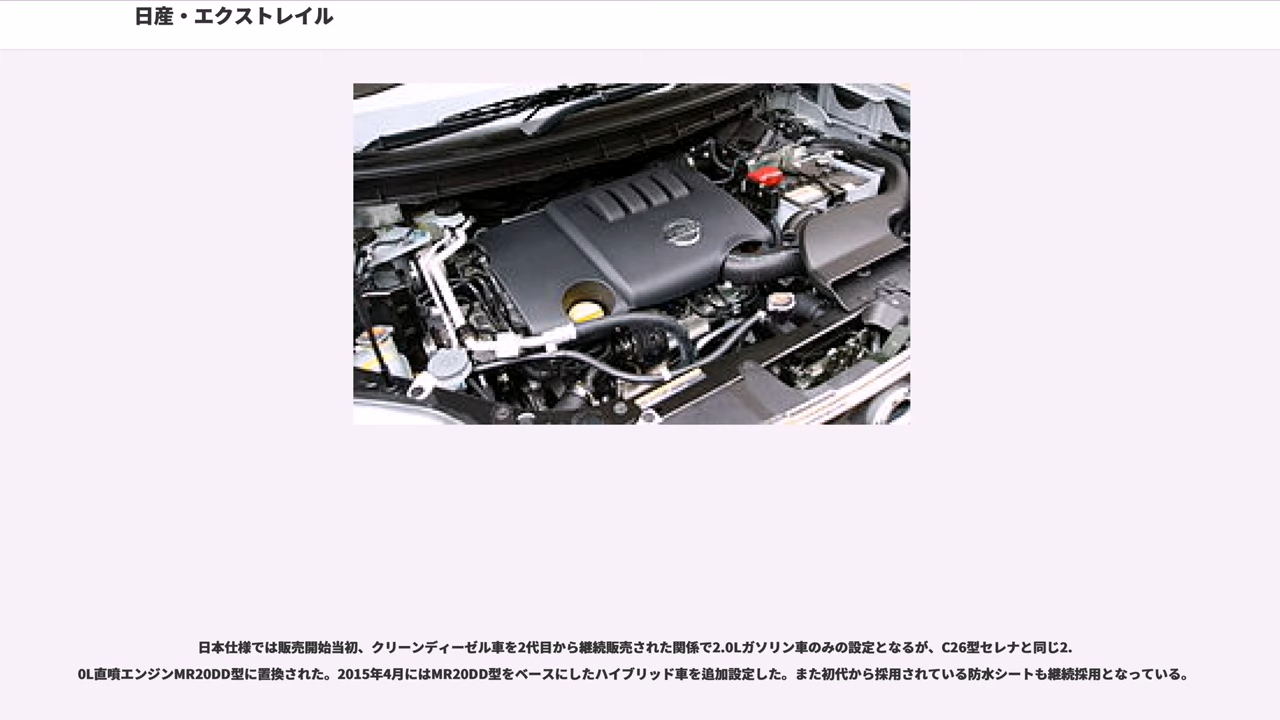 日産・エクストレイル
日本仕様では販売開始当初、クリーンディーゼル車を2代目から継続販売された関係で2.0Lガソリン車のみの設定となるが、C26型セレナと同じ2.
0L直噴エンジンMR20DD型に置換された。2015年4月にはMR20DD型をベースにしたハイブリッド車を追加設定した。また初代から採用されている防水シートも継続採用となっている。